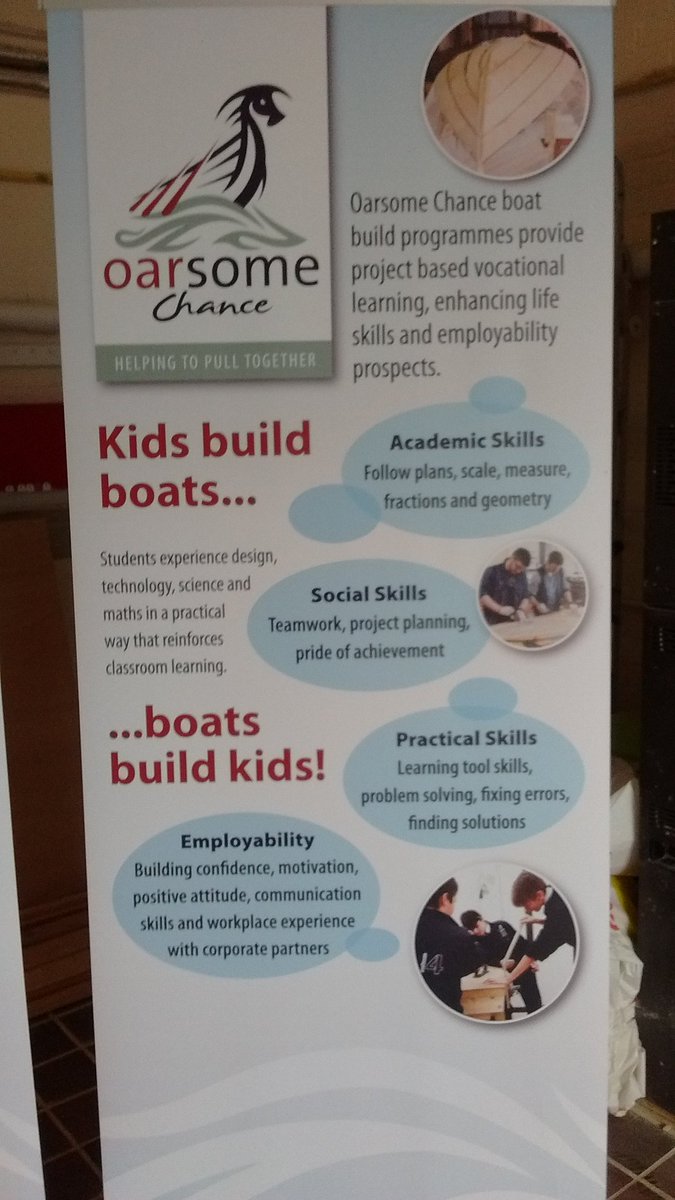 oarsome
Chance
HELPING TO PULL TOGETHER
Oarsome Chance boat
build programmes provide
project based vocational
learning, enhancing life
skills and employability
prospects.
Kids build
boats...
Academic Skills
Follow plans, scale, measure,
fractions and geometry
Students experience design,
technology, science and
maths in a practical
way that reinforces
classroom learning.
Social Skills
Teamwork, project planning,
pride of achievement
...boats
build kids!
Practical Skills
Learning tool skills,
problem solving, fixing errors,
finding solutions
Employability
Building confidence, motivation,
positive attitude, communication
skills and workplace experience
with corporate partners
14